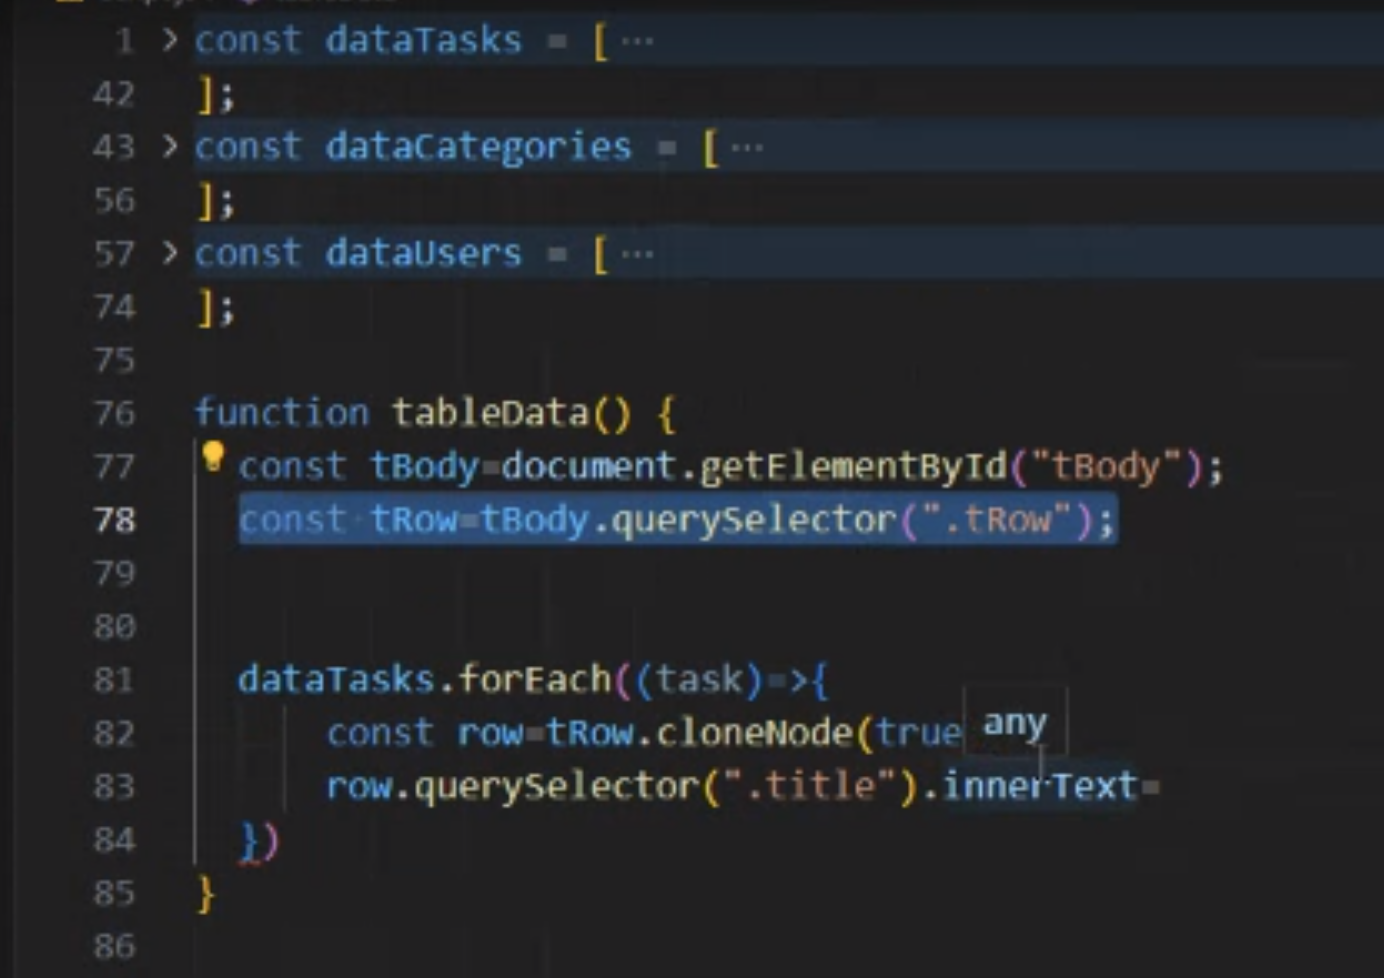 1 > const dataTasks = [ ···
42 ];
43 > const dataCategories = [ ···
56 ];
57 > const dataUsers = [ ···
74 ];
75
76 function tableData() {
77 const tBody=document.getElementById("tBody");
78 const tRow=tBody.querySelector(".tRow");
79
80
81 dataTasks.forEach((task)=>{
82 const row=tRow.cloneNode(true any
83 row.querySelector(".title").innerText=
84 })
85 }
86